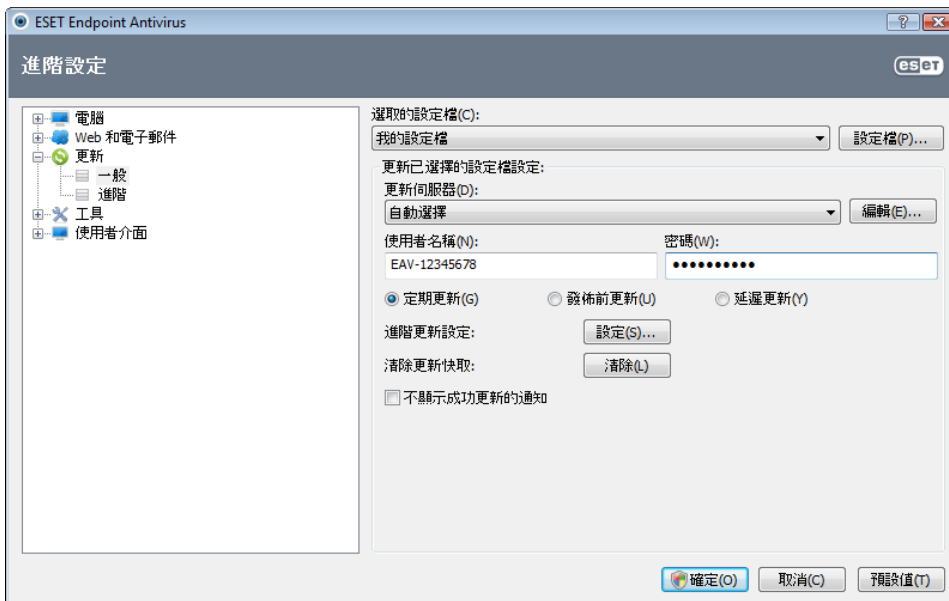 ESET Endpoint Antivirus
進階設定
eset
電腦
Web 和電子郵件
更新
一般
進階
工具
使用者介面
選取的設定檔(C):
我的設定檔
設定檔(P)...
更新已選擇的設定檔設定:
更新伺服器(D):
自動選擇
編輯(E)...
使用者名稱(N):
密碼(W):
EAV-12345678
●●●●●●●●●●
定期更新(G)
發佈前更新(U)
延遲更新(Y)
進階更新設定:
設定(S)...
清除更新快取:
清除(L)
不顯示成功更新的通知
確定(O)
取消(C)
預設值(T)